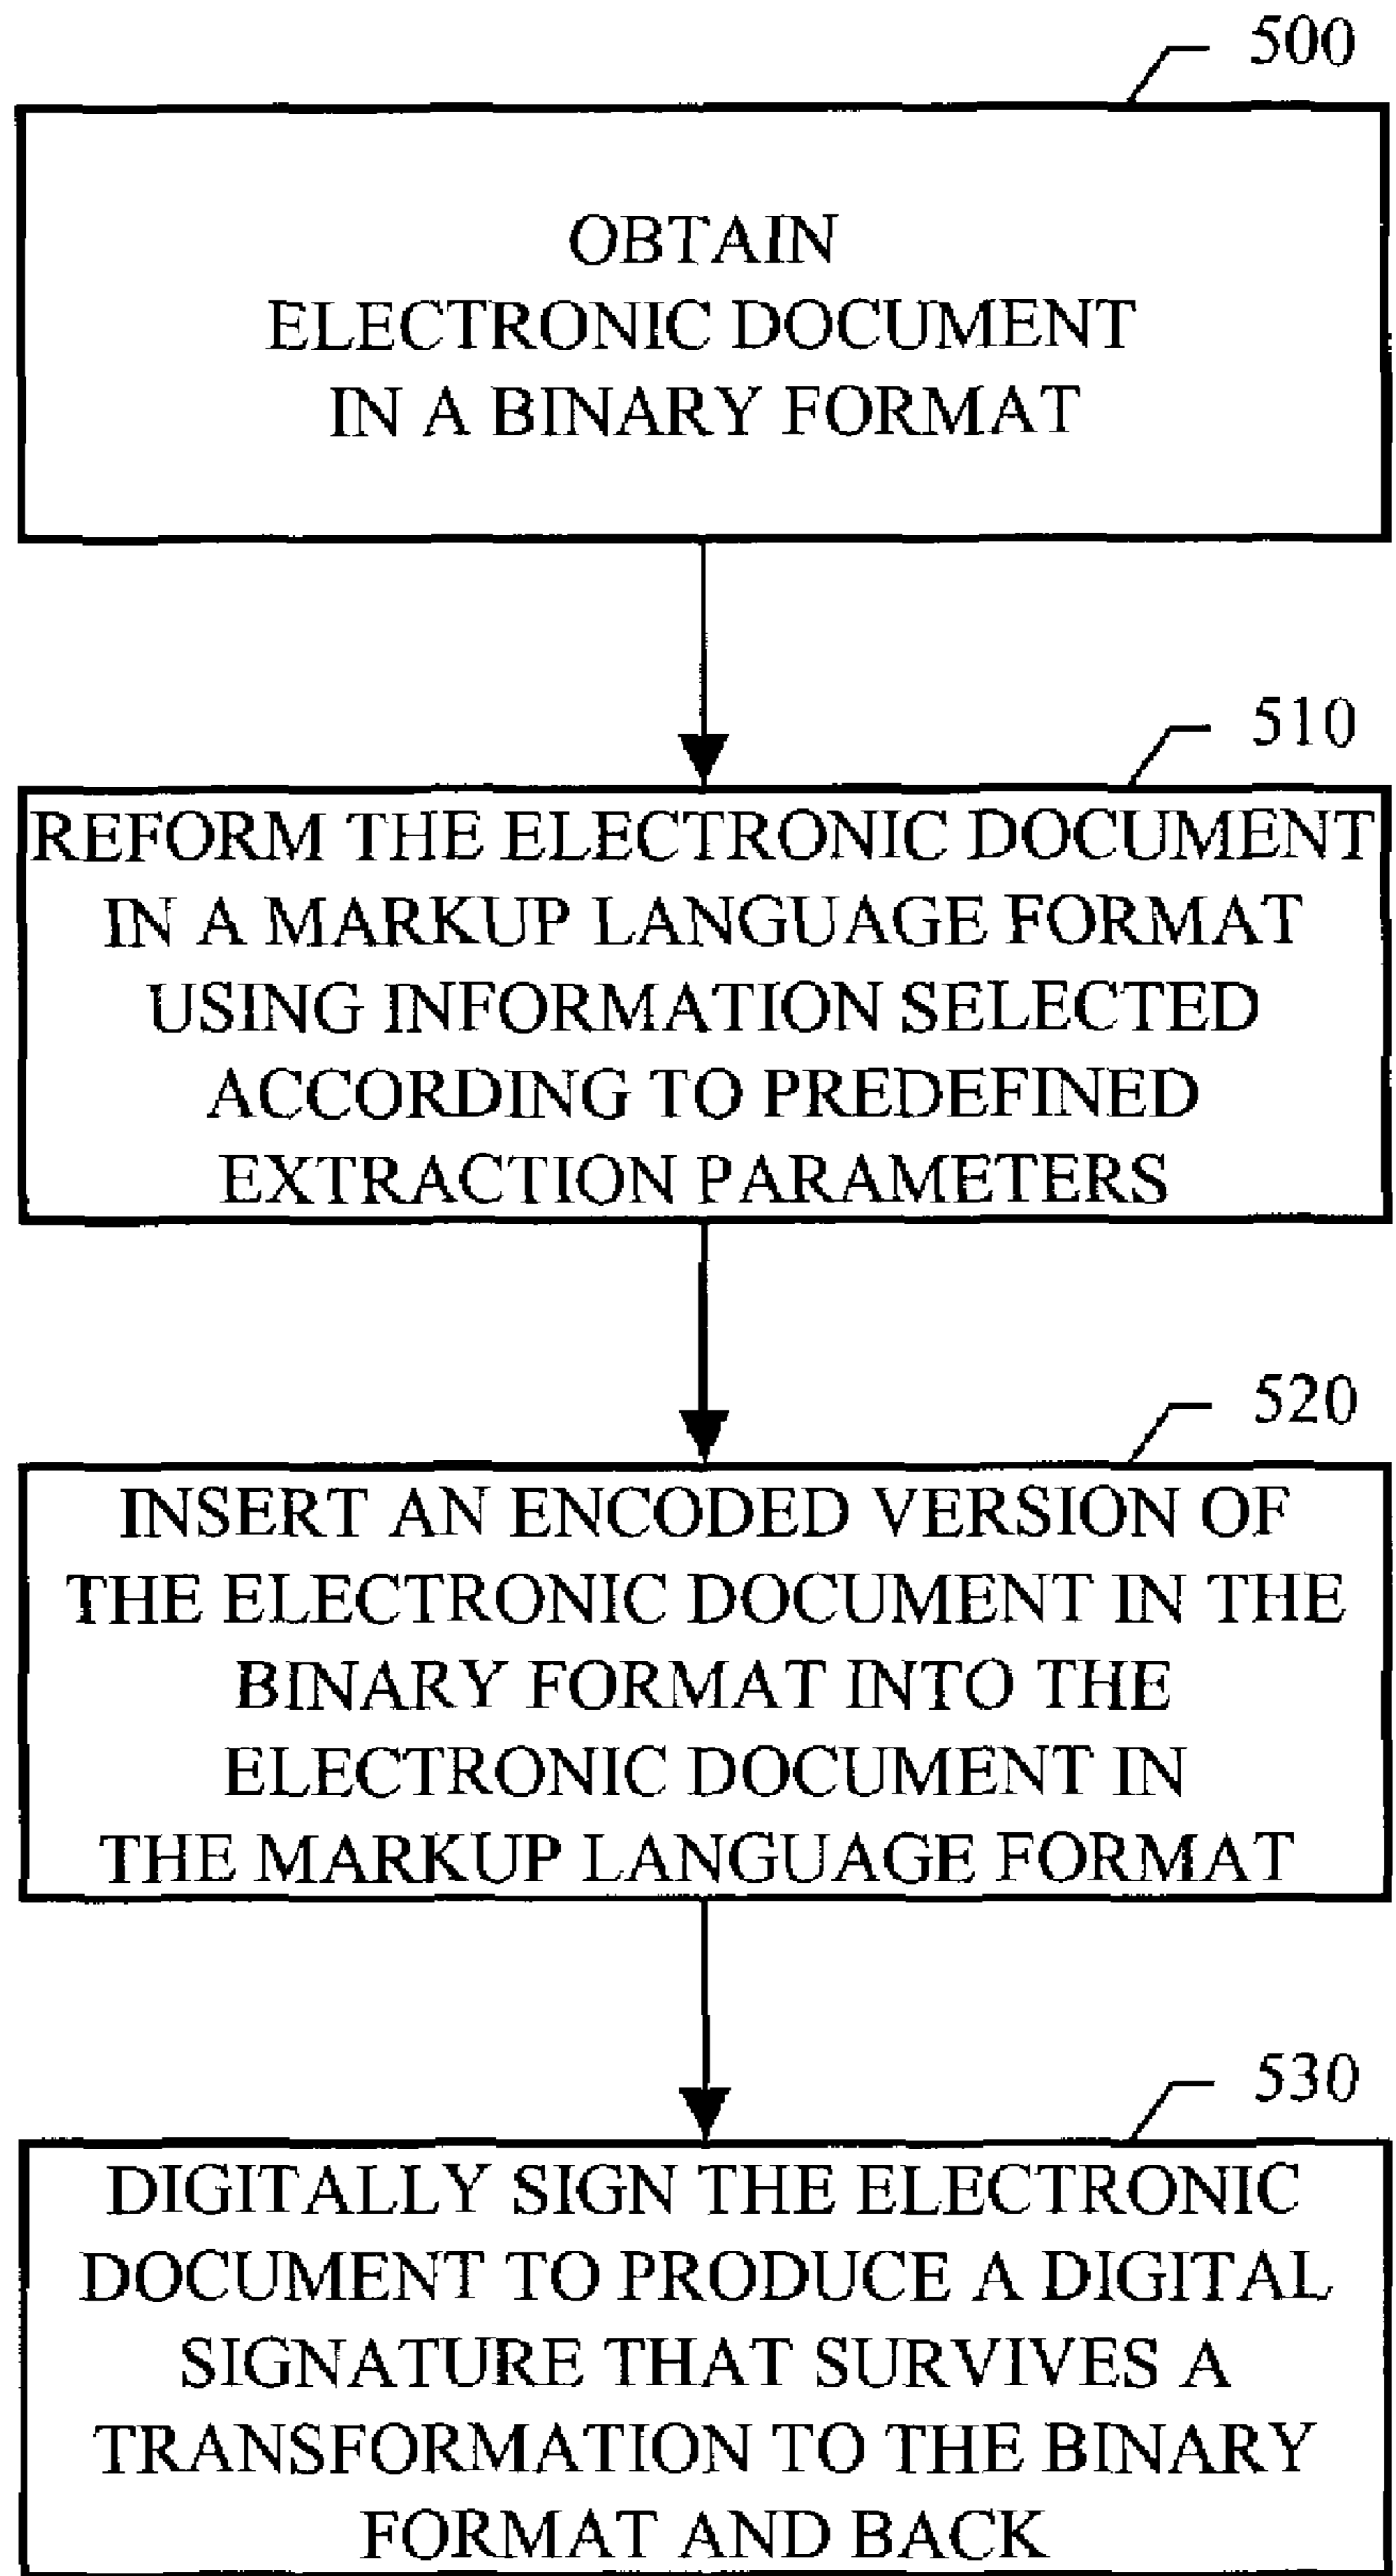 500
OBTAIN
ELECTRONIC DOCUMENT
IN A BINARY FORMAT
510
REFORM THE ELECTRONIC DOCUMENT
IN A MARKUP LANGUAGE FORMAT
USING INFORMATION SELECTED
ACCORDING TO PREDEFINED
EXTRACTION PARAMETERS
520
INSERT AN ENCODED VERSION OF
THE ELECTRONIC DOCUMENT IN THE
BINARY FORMAT INTO THE
ELECTRONIC DOCUMENT IN
THE MARKUP LANGUAGE FORMAT
530
DIGITALLY SIGN THE ELECTRONIC
DOCUMENT TO PRODUCE A DIGITAL
SIGNATURE THAT SURVIVES A
TRANSFORMATION TO THE BINARY
FORMAT AND BACK